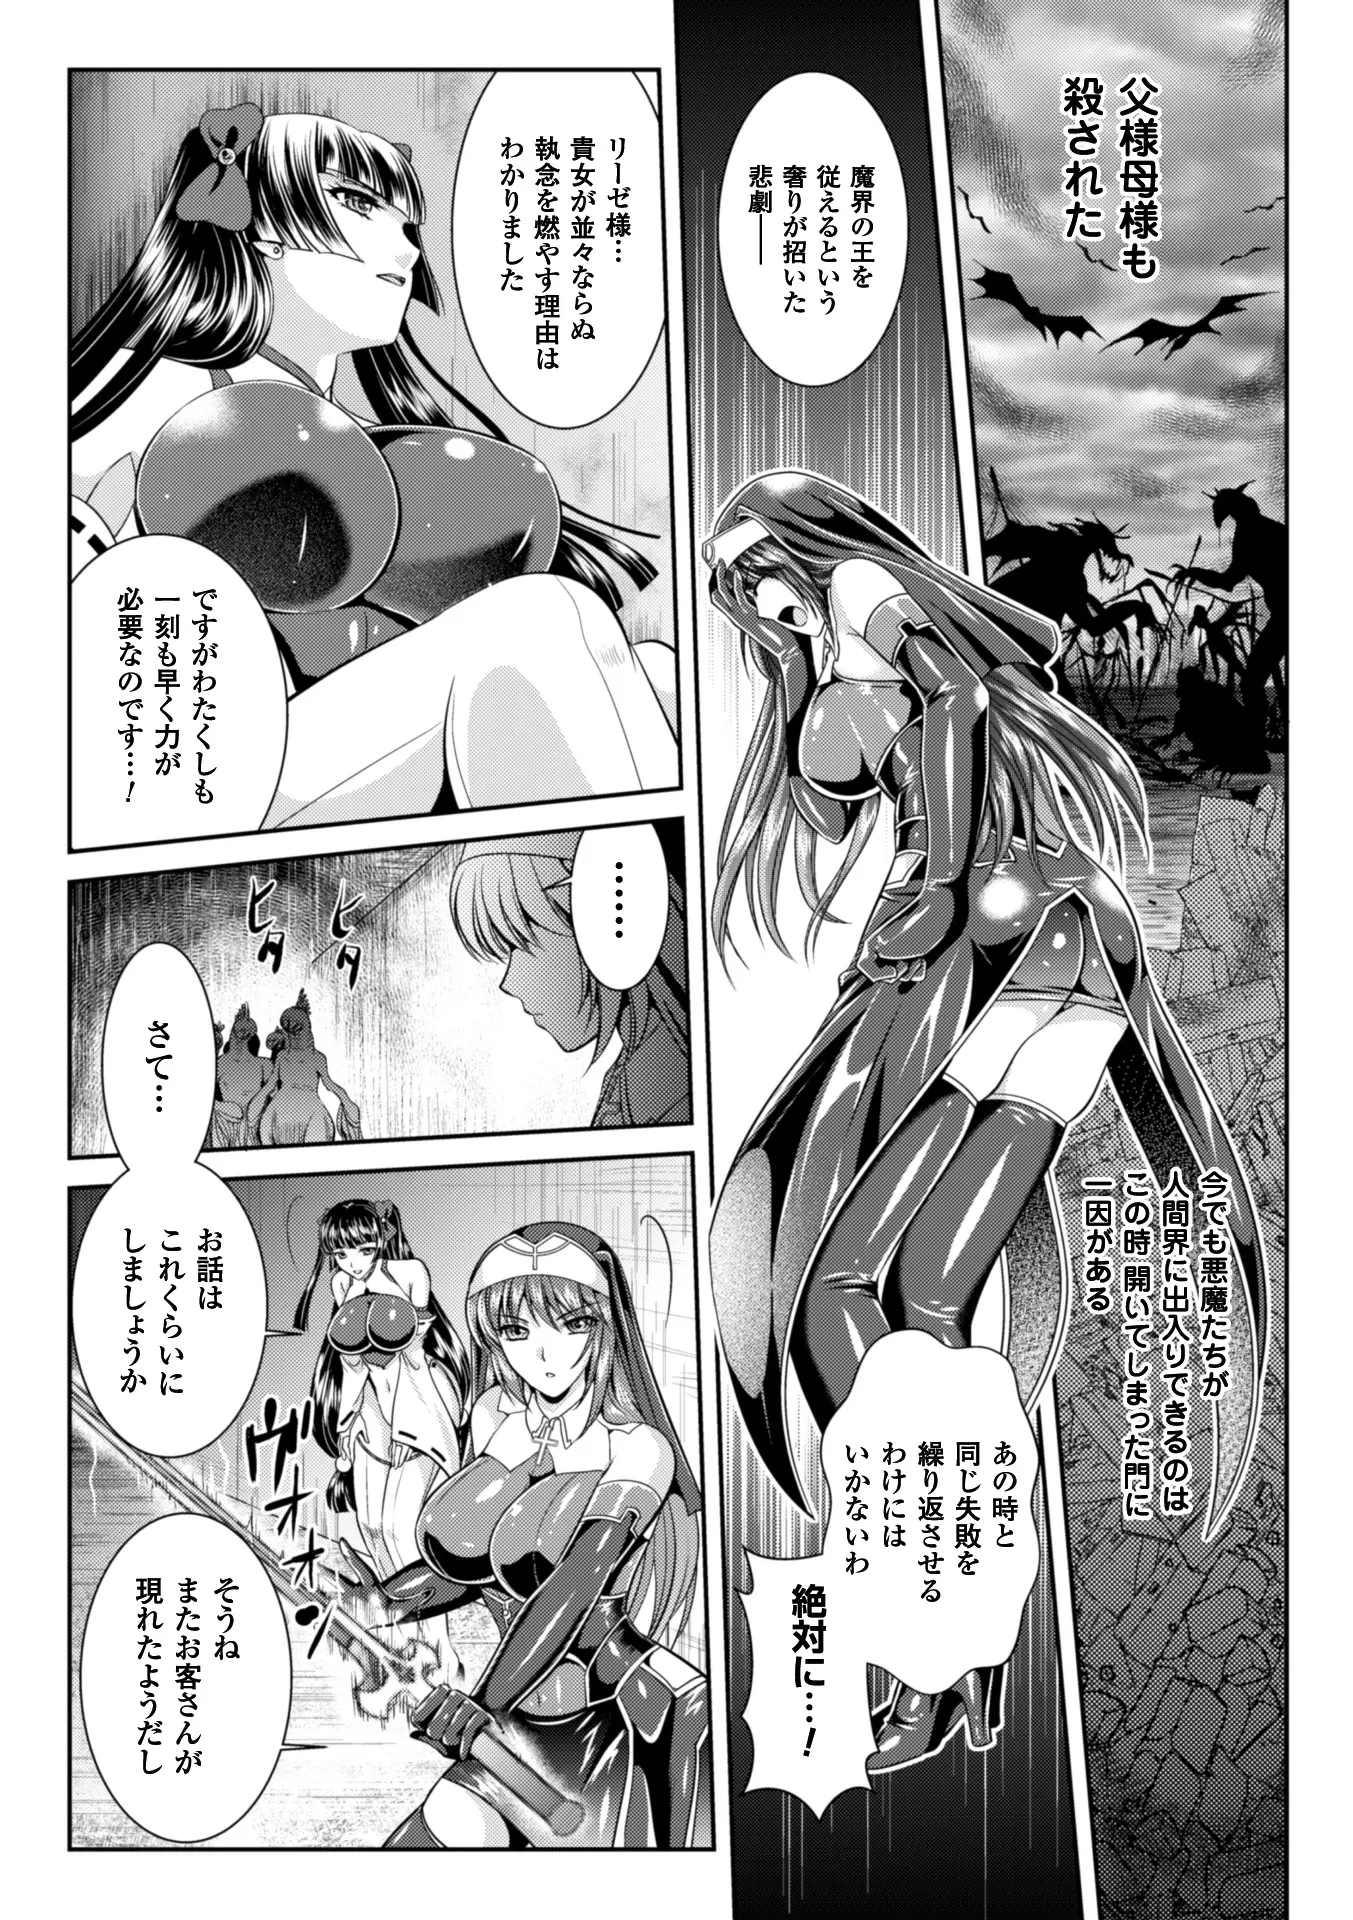 父様母様も
殺された
今でも悪魔たちが
人間界に出入りできるのは
この時開いてしまった門に
一因がある
魔界の王を
従えるという
奢りが招いた
悲劇――
あの時と
同じ失敗を
繰り返させる
わけには
いかないわ
絶対に…！
リーゼ様…
貴女が並々ならぬ
執念を燃やす理由は
わかりました
ですがわたくしも
一刻も早く力が
必要なのです…！
……
ヒタ
ヒタ
さて…
お話は
これくらいに
しましょうか
ヴォォ
そうね
またお客さんが
現れたようだし